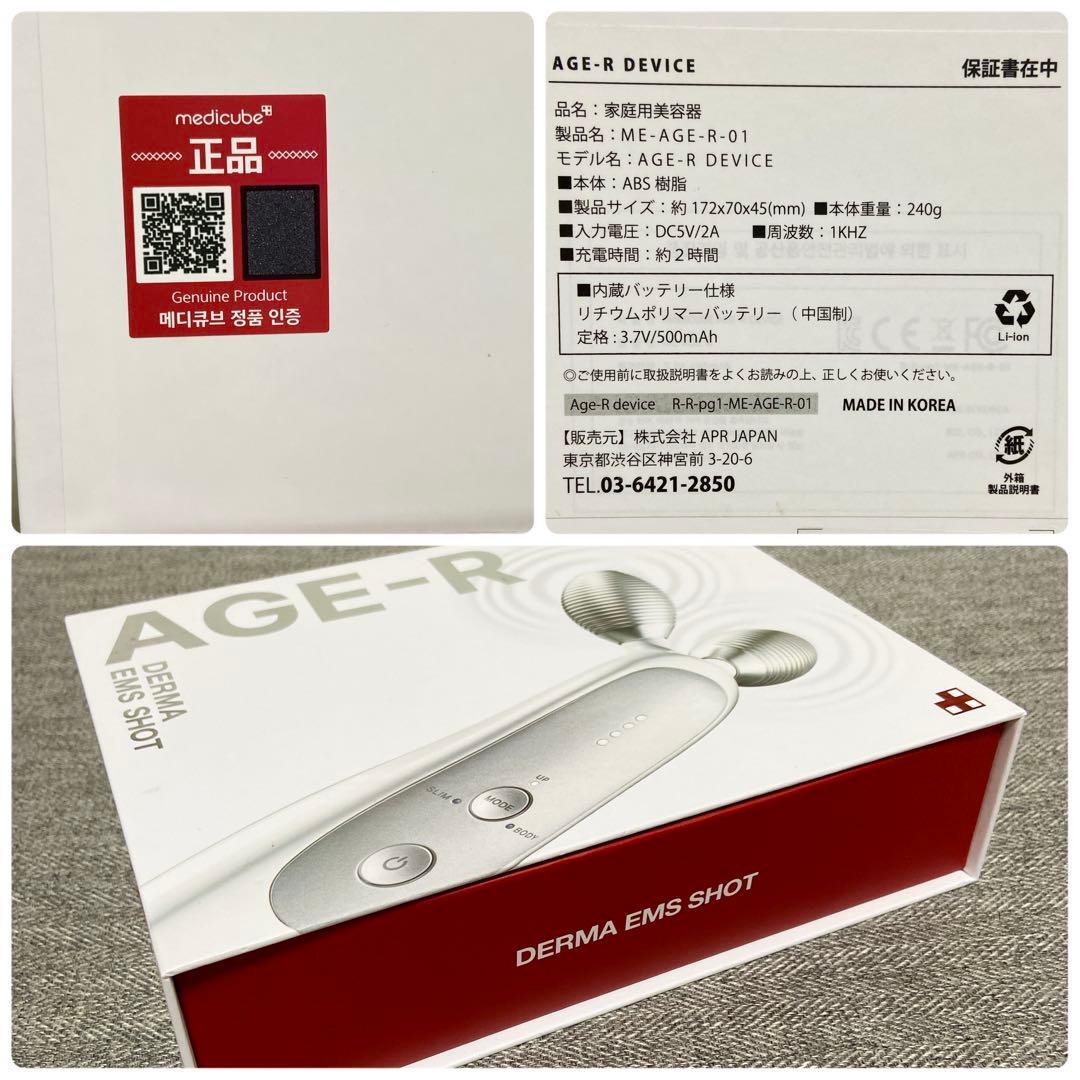 medicube
正品
Genuine Product
메디큐브 정품 인증
AGE-R DEVICE 保証書在中
品名：家庭用美容器
製品名：ME-AGE-R-01
モデル名：AGE-R DEVICE
■本体：ABS 樹脂
■製品サイズ：約 172x70x45(mm) ■本体重量：240g
■入力電圧：DC5V/2A ■周波数：1KHZ
■充電時間：約２時間
■内蔵バッテリー仕様
リチウムポリマーバッテリー（ 中国制）
定格：3.7V/500mAh
Li-ion
◎ご使用前に取扱説明書をよくお読みの上、正しくお使いください。
Age-R device R-R-pg1-ME-AGE-R-01 MADE IN KOREA
【販売元】株式会社 APR JAPAN
東京都渋谷区神宮前 3-20-6
TEL.03-6421-2850
紙
外箱
製品説明書
AGE-R
DERMA
EMS SHOT
UP
SLIM
MODE
BODY
DERMA EMS SHOT